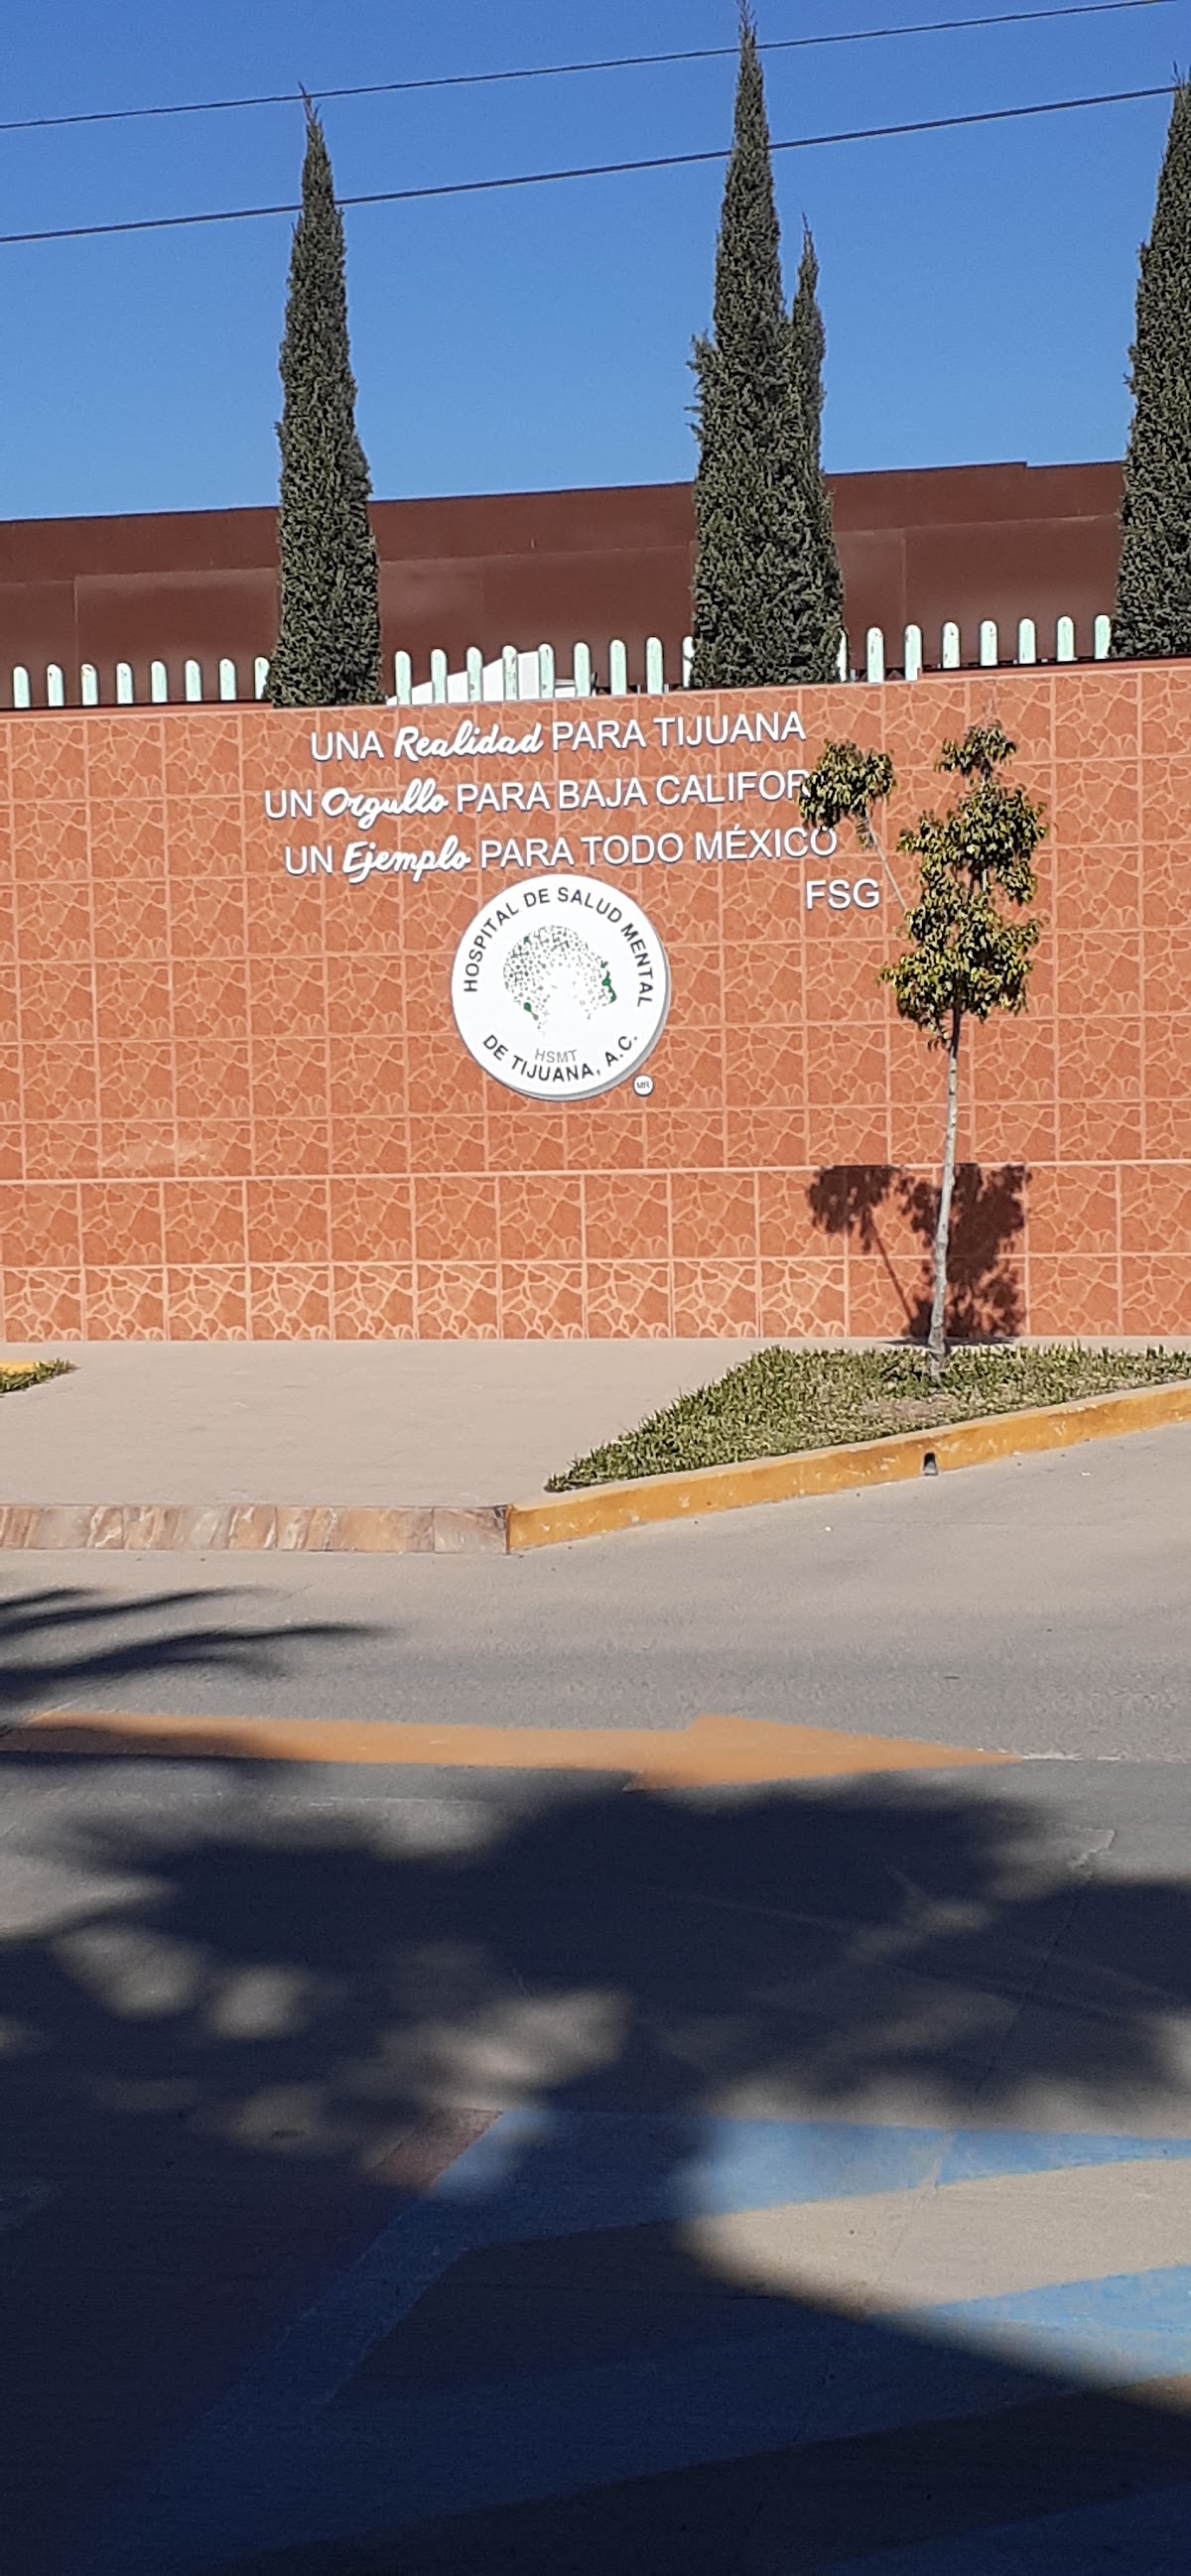 UNA Realidad PARA TIJUANA
UN Orgullo PARA BAJA
UN Ejemplo PARA TODO MÉXICO
FSG
HOSPITAL DE SALUD MENTAL
HSMT
DE TIJUANA, A.C.
MR